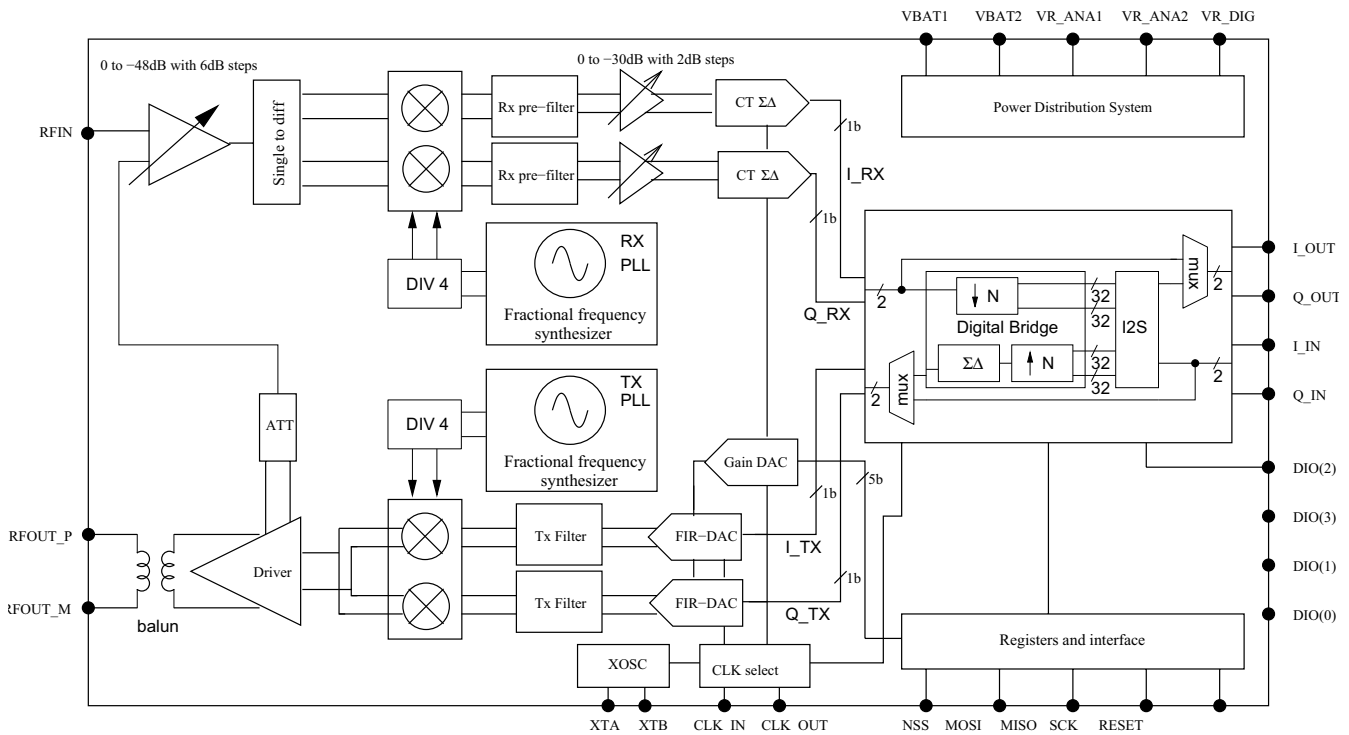 VBAT1 VBAT2 VR_ANA1 VR_ANA2 VR_DIG
0 to −48dB with 6dB steps
0 to −30dB with 2dB steps
RFIN
Single to diff
Rx pre−filter
CT ΣΔ
1b
Power Distribution System
Rx pre−filter
CT ΣΔ
1b
I_RX
Q_RX
RX
PLL
DIV 4
Fractional frequency
synthesizer
TX
PLL
DIV 4
Fractional frequency
synthesizer
2
N
32
32
Digital Bridge
I2S
mux
2
ΣΔ
N
32
32
mux
2
2
I_OUT
Q_OUT
I_IN
Q_IN
DIO(2)
DIO(3)
DIO(1)
DIO(0)
ATT
Gain DAC
5b
1b
RFOUT_P
RFOUT_M
balun
Driver
Tx Filter
FIR−DAC
I_TX
Tx Filter
FIR−DAC
1b
Q_TX
XOSC
CLK select
Registers and interface
XTA XTB CLK_IN CLK_OUT
NSS MOSI MISO SCK RESET